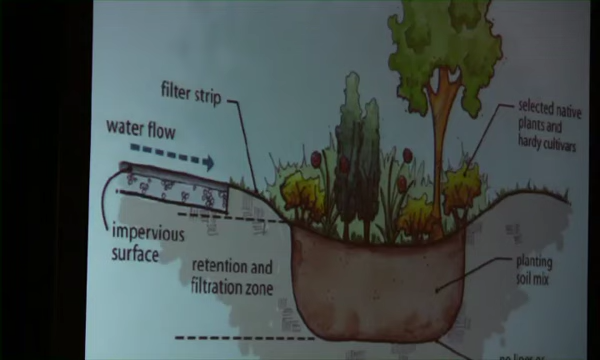 filter strip
water flow
selected native
plants and
hardy cultivars
impervious
surface
retention and
filtration zone
planting
soil mix